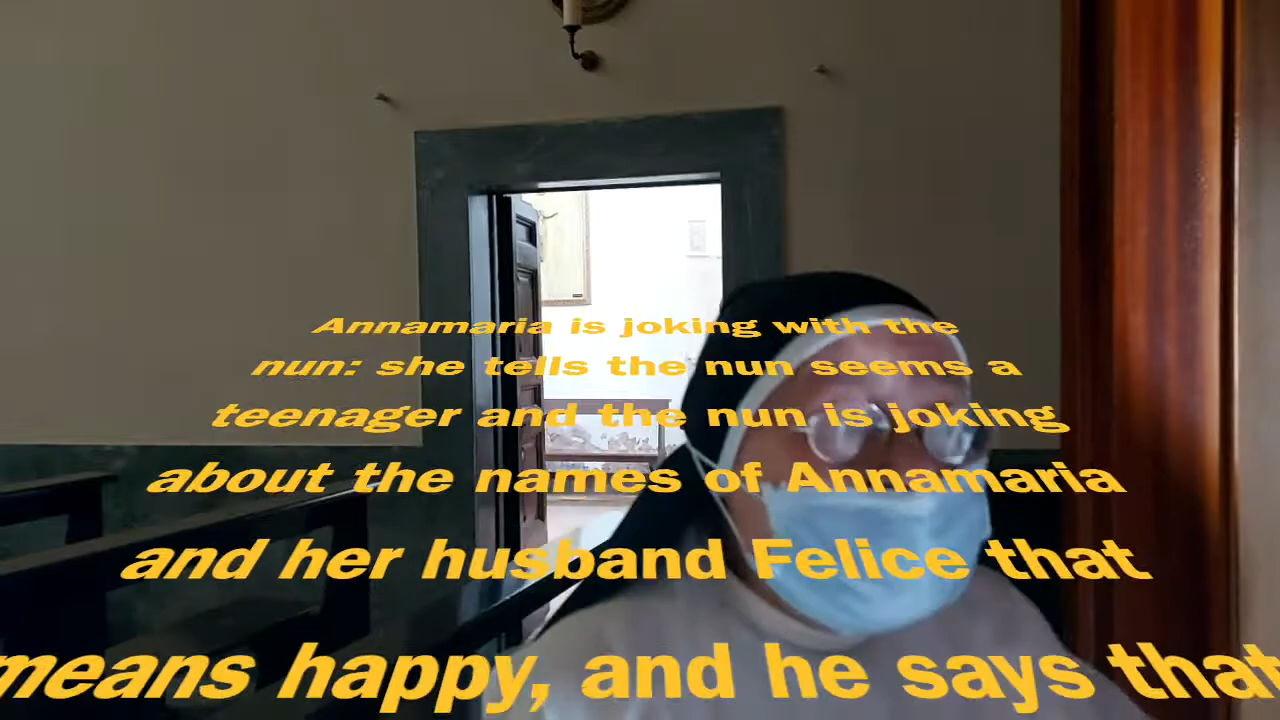 Annamaria is joking with the
nun: she tells the nun seems a
teenager and the nun is joking
about the names of Annamaria
and her husband Felice that
means happy, and he says that